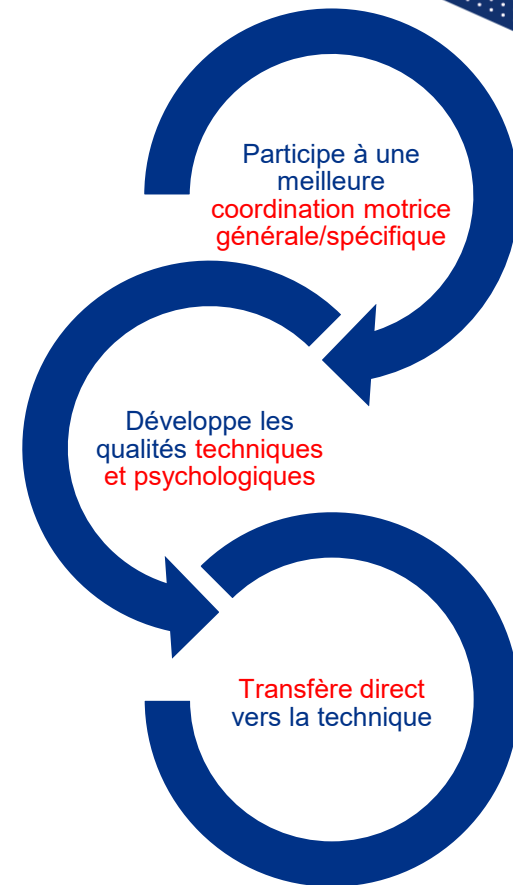 Participe à une
meilleure
coordination motrice
générale/spécifique
Développe les
qualités techniques
et psychologiques
Transfère direct
vers la technique